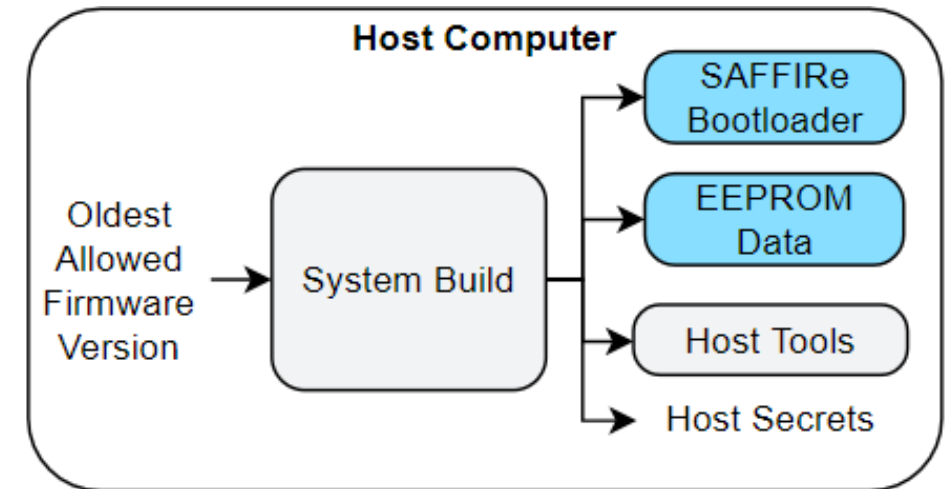 Host Computer
SAFFIRe
Bootloader
EEPROM
Data
Oldest
Allowed
Firmware
Version
System Build
Host Tools
Host Secrets